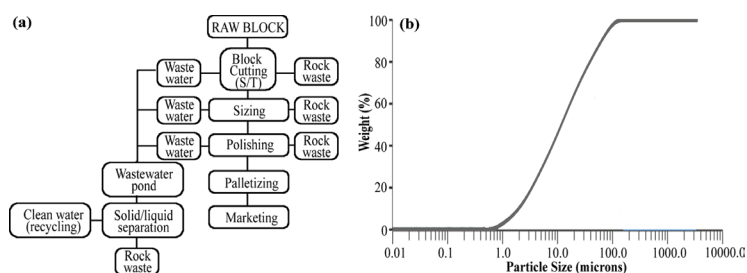 (a)
RAW BLOCK
Waste
water
Block
Cutting
(S/T)
Rock
waste
Waste
water
Sizing
Rock
waste
Waste
water
Polishing
Rock
waste
Wastewater
pond
Palletizing
Clean water
(recycling)
Solid/liquid
separation
Marketing
Rock
waste
(b)
Weight (%)
100
80
60
40
20
0
0.01 0.1 1.0 10.0 100.0 1000.0 10000.0
Particle Size (microns)